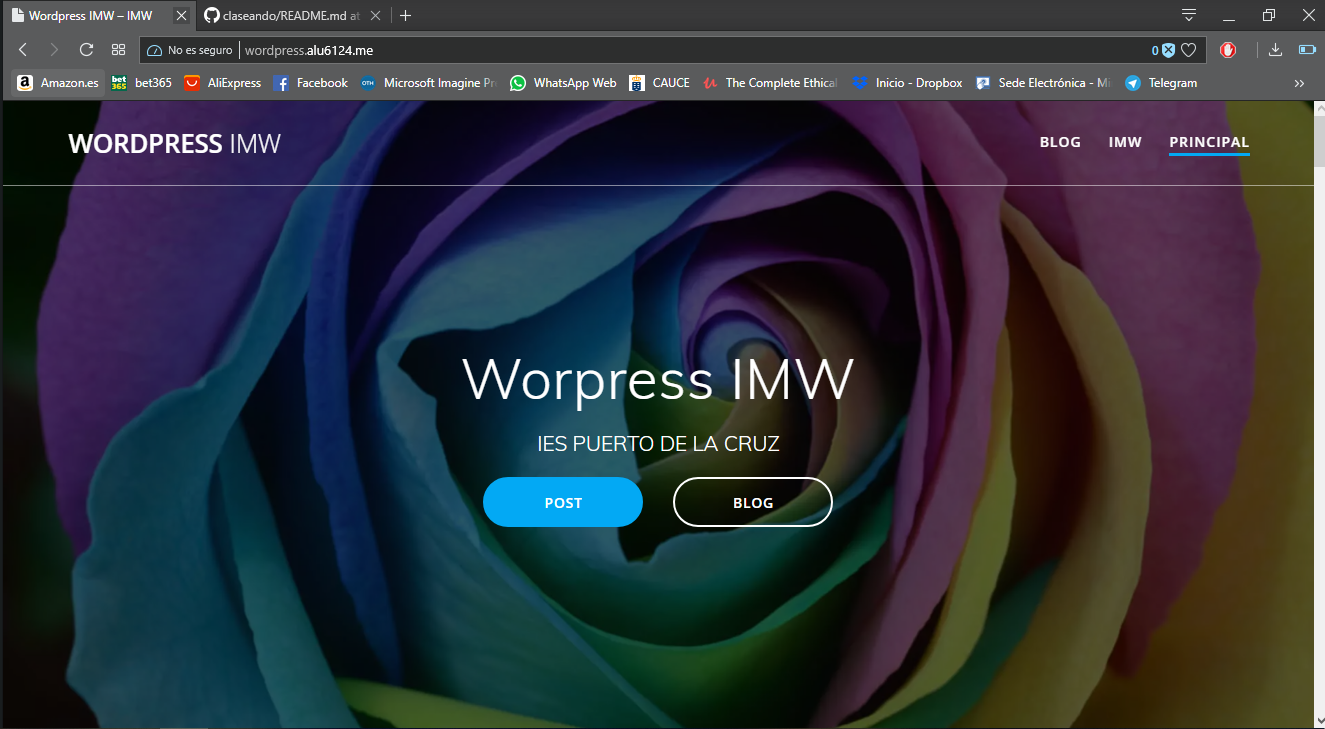 Wordpress IMW – IMW
claseando/README.md at
No es seguro wordpress.alu6124.me 0
Amazon.es bet365 bet365 AliExpress Facebook OTH Microsoft Imagine Pr WhatsApp Web CAUCE The Complete Ethical Inicio - Dropbox Sede Electrónica - Mi Telegram
WORDPRESS IMW
BLOG IMW PRINCIPAL
Worpress IMW
IES PUERTO DE LA CRUZ
POST BLOG